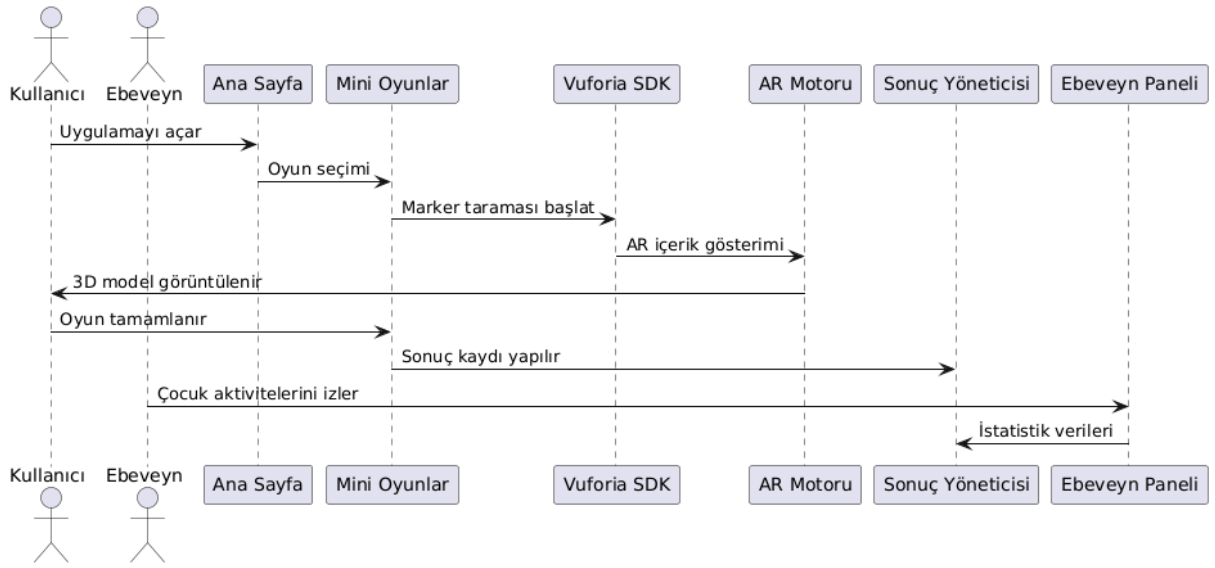 Kullanıcı
Ebeveyn
Ana Sayfa
Mini Oyunlar
Vuforia SDK
AR Motoru
Sonuç Yöneticisi
Ebeveyn Paneli
Uygulamayı açar
Oyun seçimi
Marker taraması başlat
AR içerik gösterimi
3D model görüntülenir
Oyun tamamlanır
Sonuç kaydı yapılır
Çocuk aktivitelerini izler
İstatistik verileri
Kullanıcı
Ebeveyn
Ana Sayfa
Mini Oyunlar
Vuforia SDK
AR Motoru
Sonuç Yöneticisi
Ebeveyn Paneli